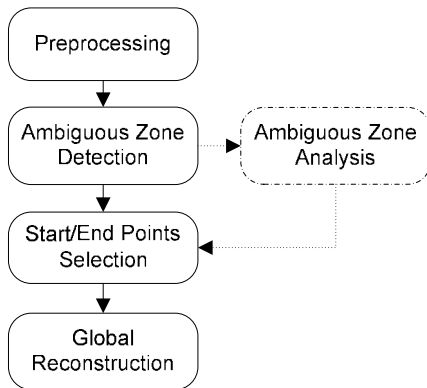 Preprocessing
Ambiguous Zone
Detection
Ambiguous Zone
Analysis
Start/End Points
Selection
Global
Reconstruction